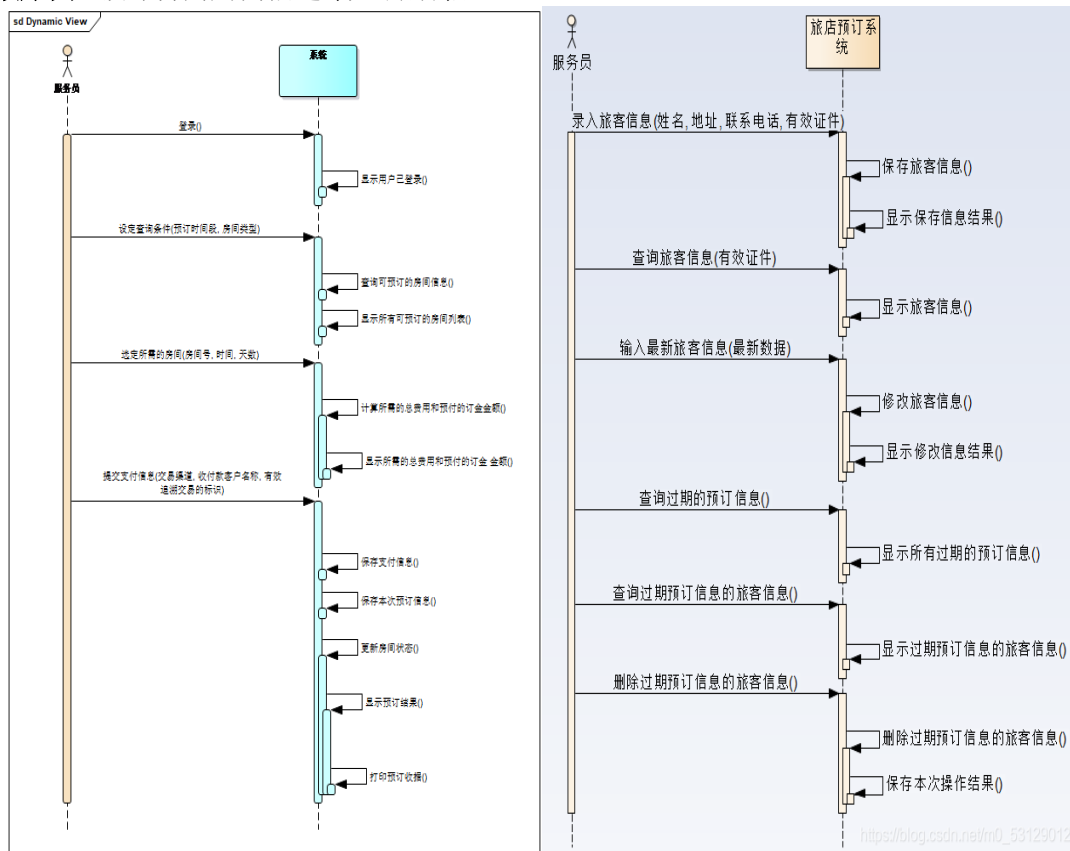 sd Dynamic View
服务员
系统
登录()
显示用户已登录()
设定查询条件(预订时间段, 房间类型)
查询可预订的房间信息()
显示所有可预订的房间列表()
选定所需的房间(房间号, 时间, 天数)
计算所需的总费用和预付的订金金额()
显示所需的总费用和预付的订金 金额()
提交支付信息(交易渠道, 收付款客户名称, 有效
追溯交易的标识)
保存支付信息()
保存本次预订信息()
更新房间状态()
显示预订结果()
打印预订收据()
服务员
旅店预订系
统
录入旅客信息(姓名, 地址, 联系电话, 有效证件)
保存旅客信息()
显示保存信息结果()
查询旅客信息(有效证件)
显示旅客信息()
输入最新旅客信息(最新数据)
修改旅客信息()
显示修改信息结果()
查询过期的预订信息()
显示所有过期的预订信息()
查询过期预订信息的旅客信息()
显示过期预订信息的旅客信息()
删除过期预订信息的旅客信息()
删除过期预订信息的旅客信息()
保存本次操作结果()
https://blog.csdn.net/m0_53129012